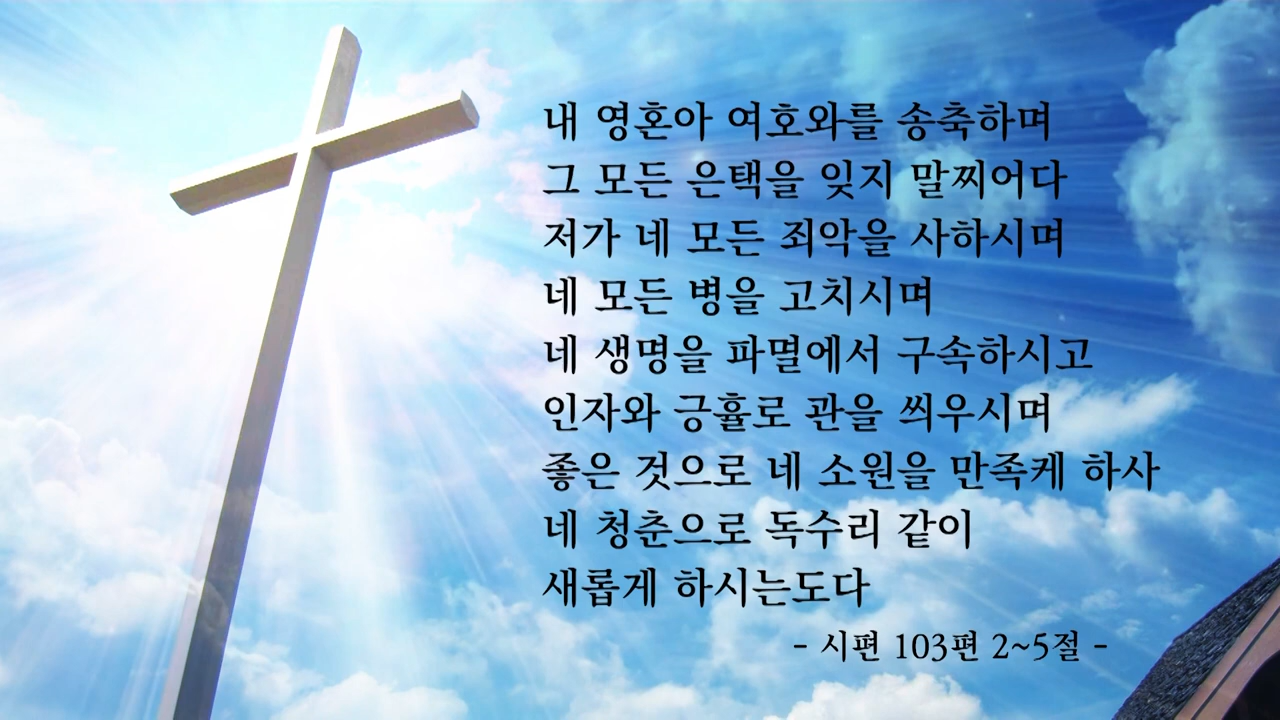 내 영혼아 여호와를 송축하며
그 모든 은택을 잊지 말찌어다
저가 네 모든 죄악을 사하시며
네 모든 병을 고치시며
네 생명을 파멸에서 구속하시고
인자와 긍휼로 관을 씌우시며
좋은 것으로 네 소원을 만족케 하사
네 청춘으로 독수리 같이
새롭게 하시는도다
- 시편 103편 2~5절 -